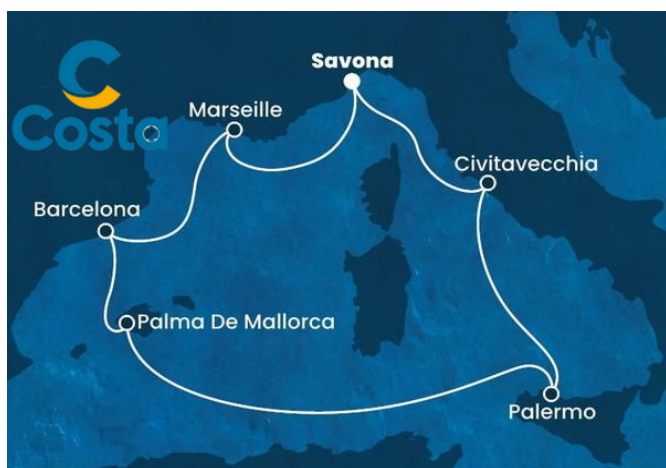 Savona
Marseille
Costa
Civitavecchia
Barcelona
Palma De Mallorca
Palermo